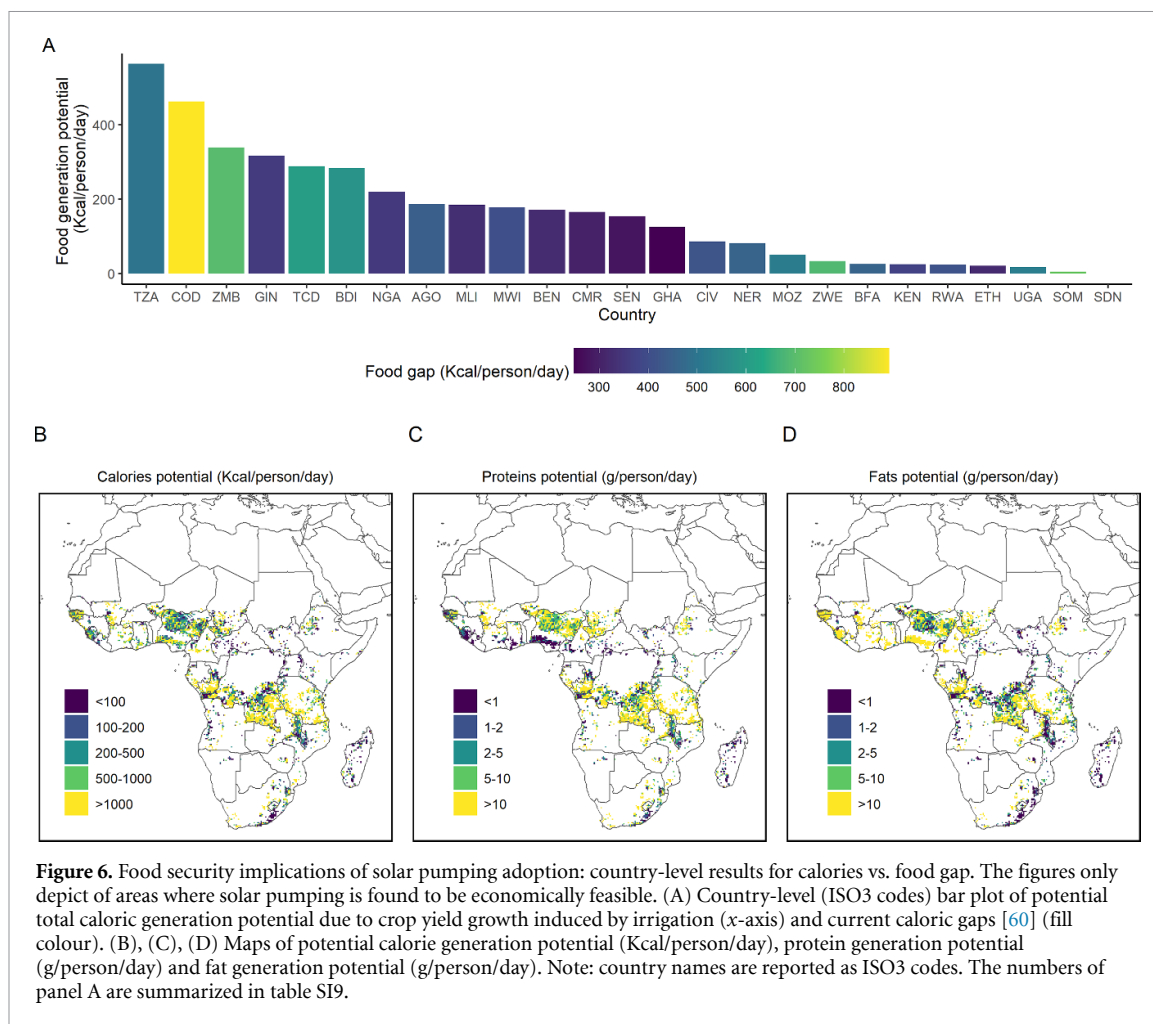 A
Food generation potential
(Kcal/person/day)
400
200
0
TZA COD ZMB GIN TCD BDI NGA AGO MLI MWI BEN CMR SEN GHA CIV NER MOZ ZWE BFA KEN RWA ETH UGA SOM SDN
Country
Food gap (Kcal/person/day)
300 400 500 600 700 800
B C D
Calories potential (Kcal/person/day)
<100
100-200
200-500
500-1000
>1000
Proteins potential (g/person/day)
<1
1-2
2-5
5-10
>10
Fats potential (g/person/day)
<1
1-2
2-5
5-10
>10
Figure 6. Food security implications of solar pumping adoption: country-level results for calories vs. food gap. The figures only
depict of areas where solar pumping is found to be economically feasible. (A) Country-level (ISO3 codes) bar plot of potential
total caloric generation potential due to crop yield growth induced by irrigation (x-axis) and current caloric gaps [60] (fill
colour). (B), (C), (D) Maps of potential calorie generation potential (Kcal/person/day), protein generation potential
(g/person/day) and fat generation potential (g/person/day). Note: country names are reported as ISO3 codes. The numbers of
panel A are summarized in table SI9.